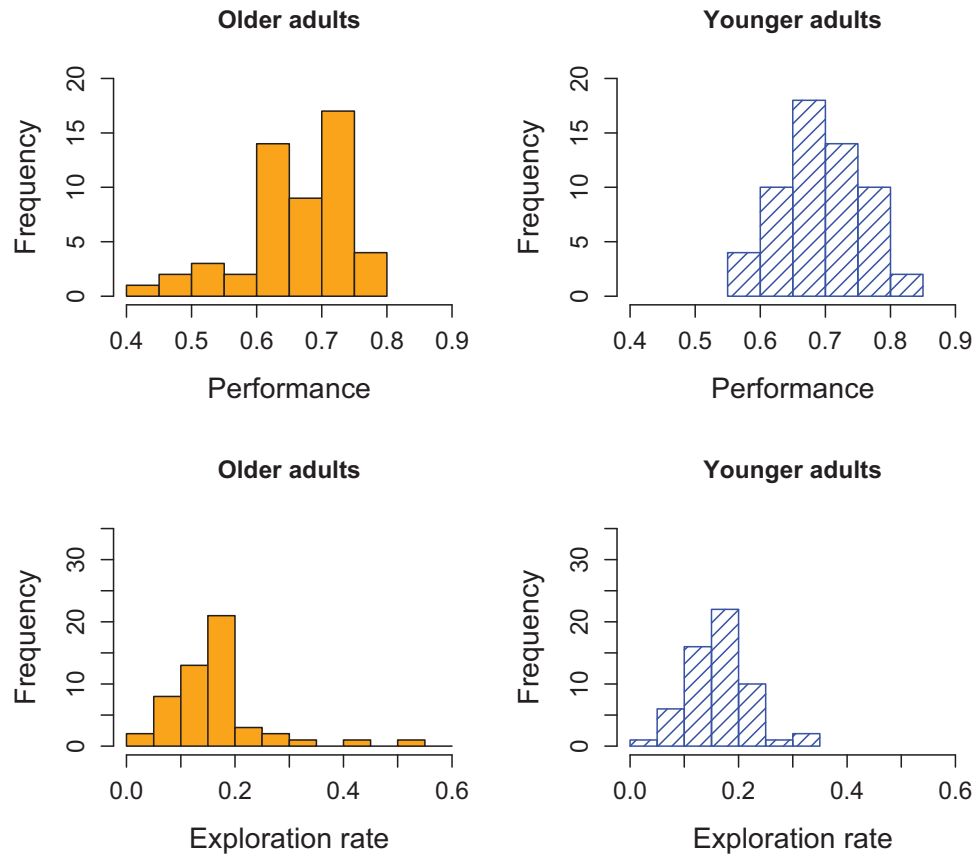 Older adults
Younger adults
Frequency
0 5 10 15 20
0.4 0.5 0.6 0.7 0.8 0.9
Performance
Frequency
0 5 10 15 20
0.4 0.5 0.6 0.7 0.8 0.9
Performance
Older adults
Younger adults
Frequency
0 10 20 30
0.0 0.2 0.4 0.6
Exploration rate
Frequency
0 10 20 30
0.0 0.2 0.4 0.6
Exploration rate